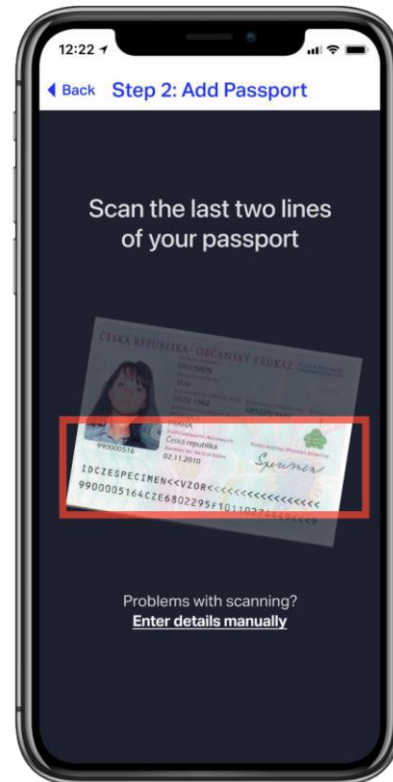 12:22
Back Step 2: Add Passport
Scan the last two lines
of your passport
ČESKÁ REPUBLIKA - OBČANSKÝ PRŮKAZ
SPECIMEN
VZOR
PRAHA
Česká republika
990000516
02.11.2010
Specimen
IDCZESPECIMEN<<VZOR<<<<<<<<<<<<<<<<<
Problems with scanning?
Enter details manually